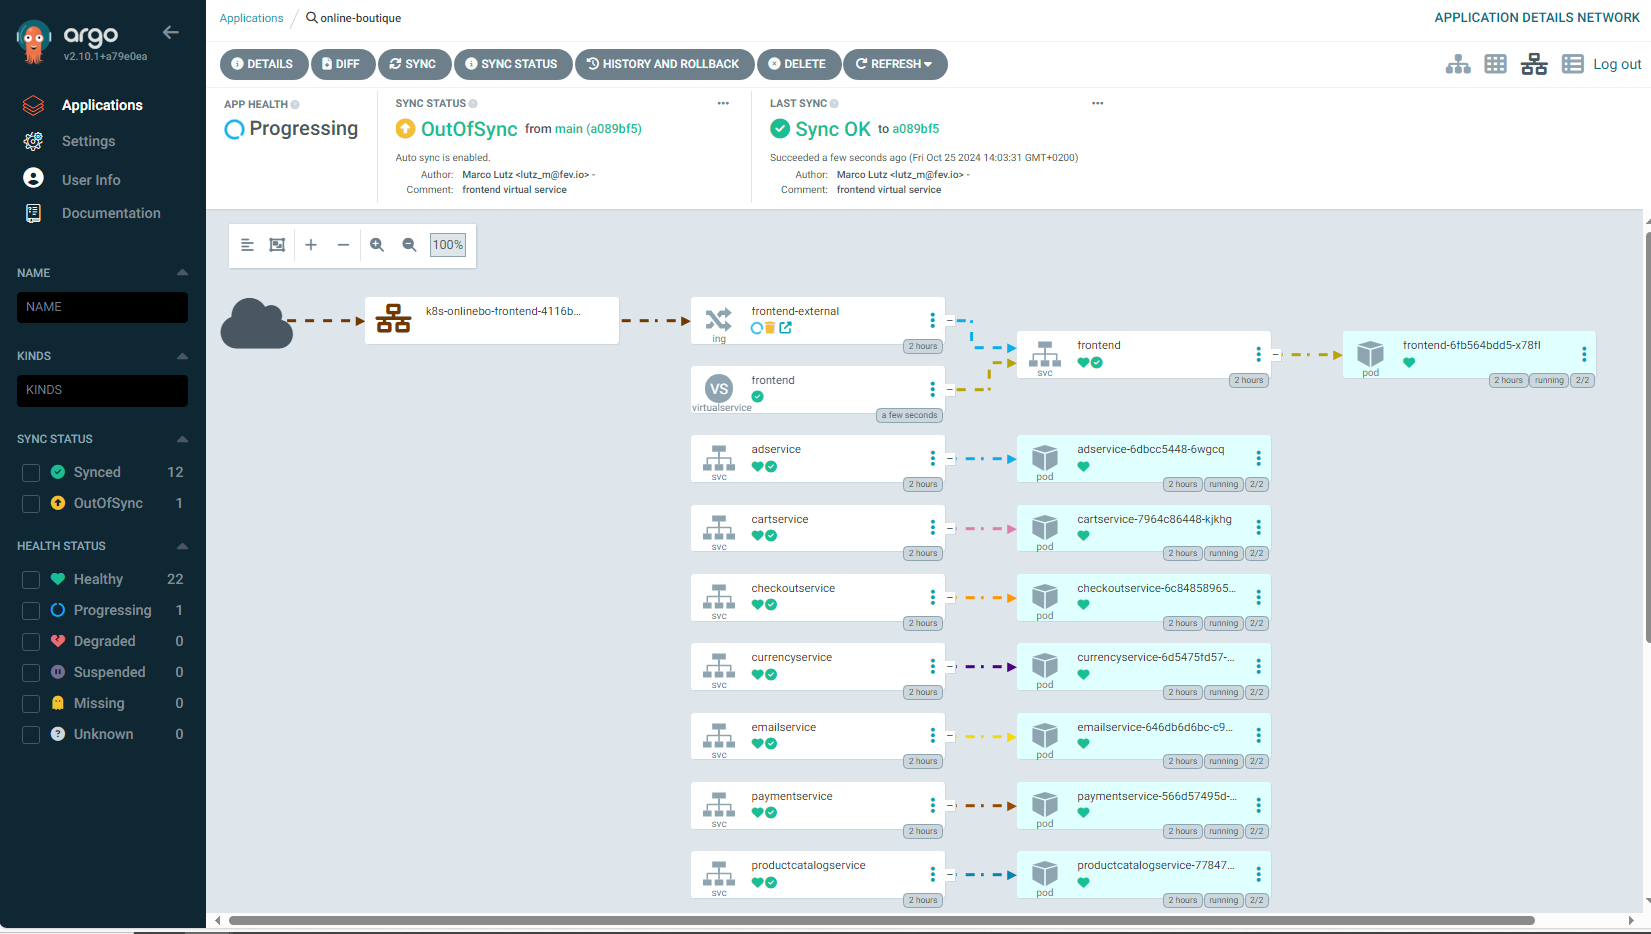 argo
v2.10.1+a79e0ea
Applications
Settings
User Info
Documentation
NAME
NAME
KINDS
KINDS
SYNC STATUS
Synced 12
OutOfSync 1
HEALTH STATUS
Healthy 22
Progressing 1
Degraded 0
Suspended 0
Missing 0
Unknown 0
Applications / online-boutique
APPLICATION DETAILS NETWORK
DETAILS DIFF SYNC SYNC STATUS HISTORY AND ROLLBACK DELETE REFRESH
Log out
APP HEALTH
Progressing
SYNC STATUS
OutOfSync from main (a089bf5)
Auto sync is enabled.
Author: Marco Lutz <lutz_m@fev.io> -
Comment: frontend virtual service
LAST SYNC
Sync OK to a089bf5
Succeeded a few seconds ago (Fri Oct 25 2024 14:03:31 GMT+0200)
Author: Marco Lutz <lutz_m@fev.io> -
Comment: frontend virtual service
100%
k8s-onlinebo-frontend-4116b...
frontend-external
ing
2 hours
VS
frontend
virtualservice
a few seconds
frontend
svc
2 hours
frontend-6fb564bdd5-x78fl
pod
2 hours running 2/2
adservice
svc
2 hours
adservice-6dbcc5448-6wgcq
pod
2 hours running 2/2
cartservice
svc
2 hours
cartservice-7964c86448-kjkhg
pod
2 hours running 2/2
checkoutservice
svc
2 hours
checkoutservice-6c84858965...
pod
2 hours running 2/2
currencyservice
svc
2 hours
currencyservice-6d5475fd57-...
pod
2 hours running 2/2
emailservice
svc
2 hours
emailservice-646db6d6bc-c9...
pod
2 hours running 2/2
paymentservice
svc
2 hours
paymentservice-566d57495d-...
pod
2 hours running 2/2
productcatalogservice
svc
2 hours
productcatalogservice-77847...
pod
2 hours running 2/2